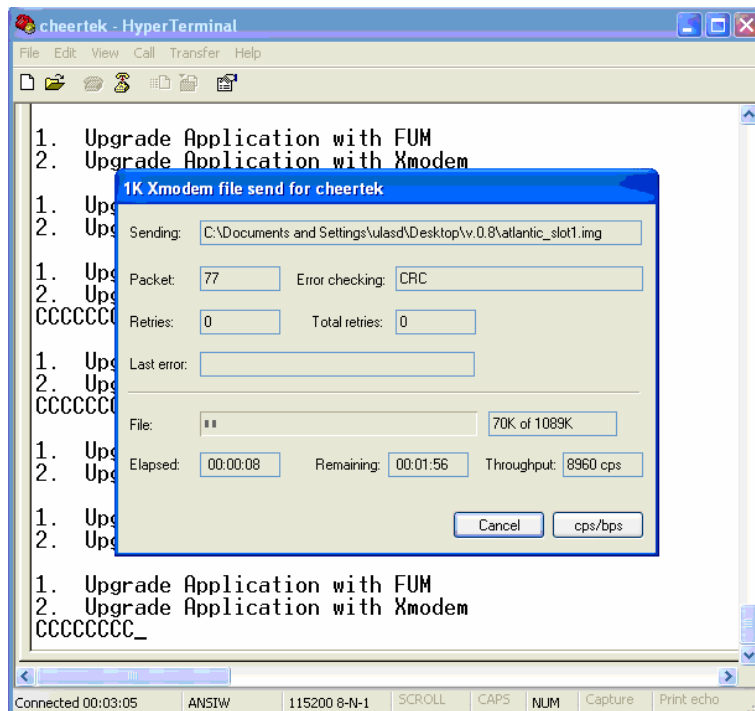 cheertek - HyperTerminal
File Edit View Call Transfer Help
1. Upgrade Application with FUM
2. Upgrade Application with Xmodem
1K Xmodem file send for cheertek
1. Upg
2. Upg
Sending: C:\Documents and Settings\ulasd\Desktop\v.0.8\atlantic_slot1.img
1. Upg
Packet: 77 Error checking: CRC
2. Upg
CCCCCCC
Retries: 0 Total retries: 0
1. Upg
Last error:
2. Upg
CCCCCCC
File: 70K of 1089K
1. Upg
Elapsed: 00:00:08 Remaining: 00:01:56 Throughput: 8960 cps
2. Upg
1. Upg
Cancel cps/bps
2. Upg
1. Upgrade Application with FUM
2. Upgrade Application with Xmodem
CCCCCCCC_
Connected 00:03:05 ANSIW 115200 8-N-1 SCROLL CAPS NUM Capture Print echo